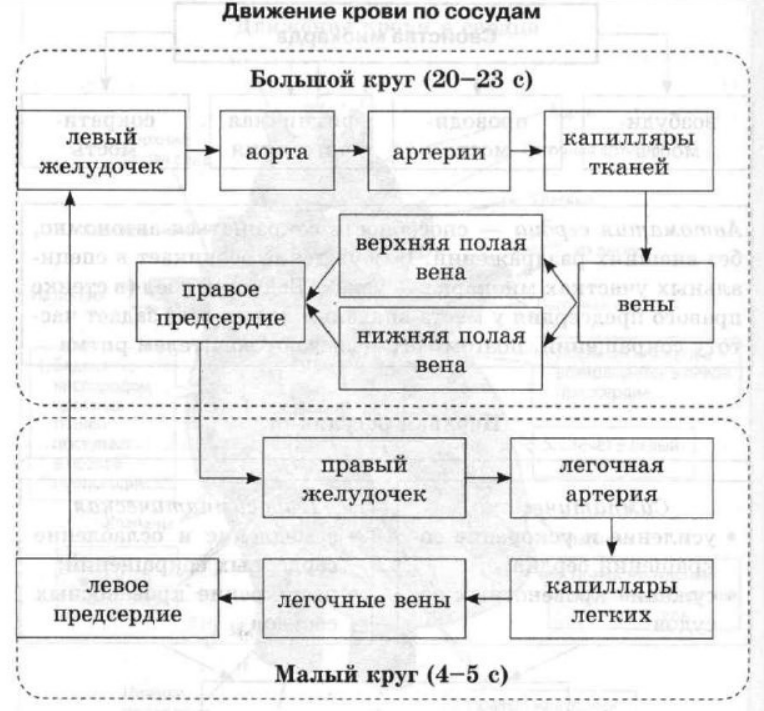 Движение крови по сосудам
Большой круг (20–23 с)
левый
желудочек
аорта
артерии
капилляры
тканей
верхняя полая
вена
правое
предсердие
вены
нижняя полая
вена
правый
желудочек
легочная
артерия
левое
предсердие
легочные вены
капилляры
легких
Малый круг (4–5 с)